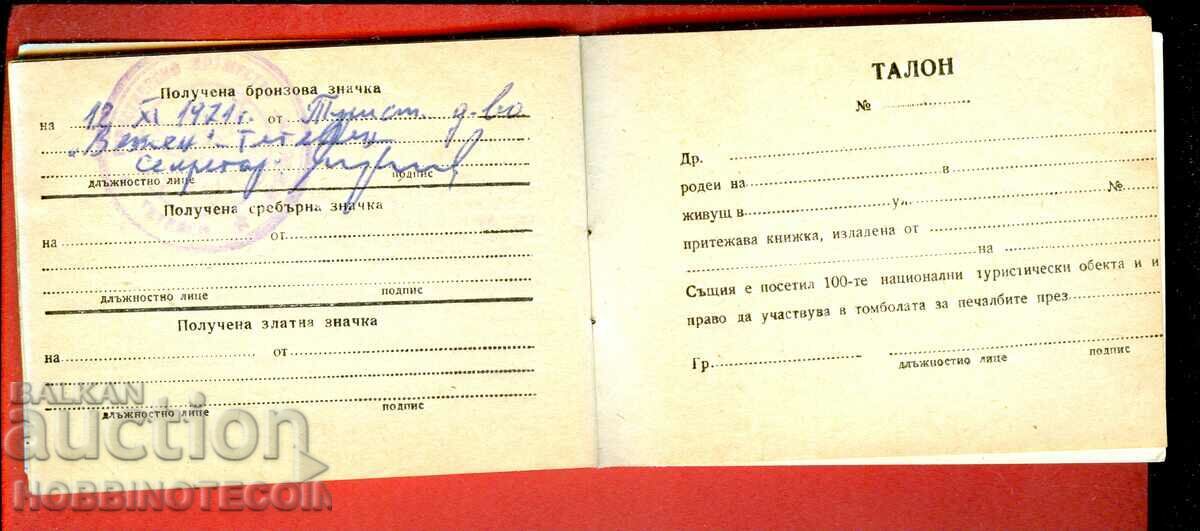 Получена бронзова значка
на 12 XI 1971 г. от Турист. д-во
"Вежен" - Тетевен
Секретар:
длъжностно лице подпис
Получена сребърна значка
на от
длъжностно лице подпис
Получена златна значка
на от
длъжностно лице подпис
ТАЛОН
№
Др.
роден на в
живущ в ул. №
притежава книжка, издадена от
на
Същия е посетил 100-те национални туристически обекта и и
право да участвува в томболата за печалбите през
Гр.
длъжностно лице подпис
BALKAN
auction
HOBBINOTECOIN